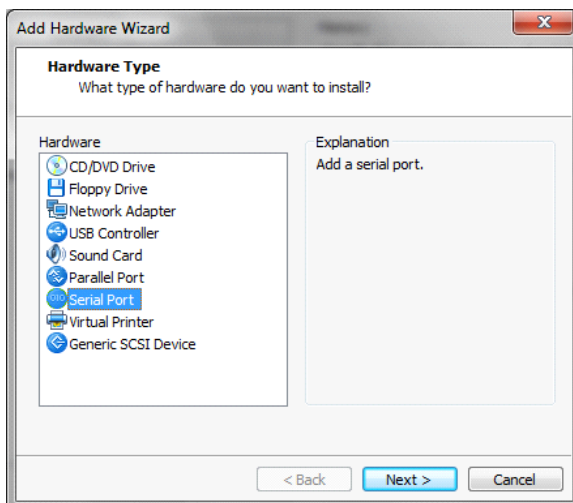 Add Hardware Wizard
Hardware Type
What type of hardware do you want to install?
Hardware
CD/DVD Drive
Floppy Drive
Network Adapter
USB Controller
Sound Card
Parallel Port
Serial Port
Virtual Printer
Generic SCSI Device
Explanation
Add a serial port.
< Back
Next >
Cancel